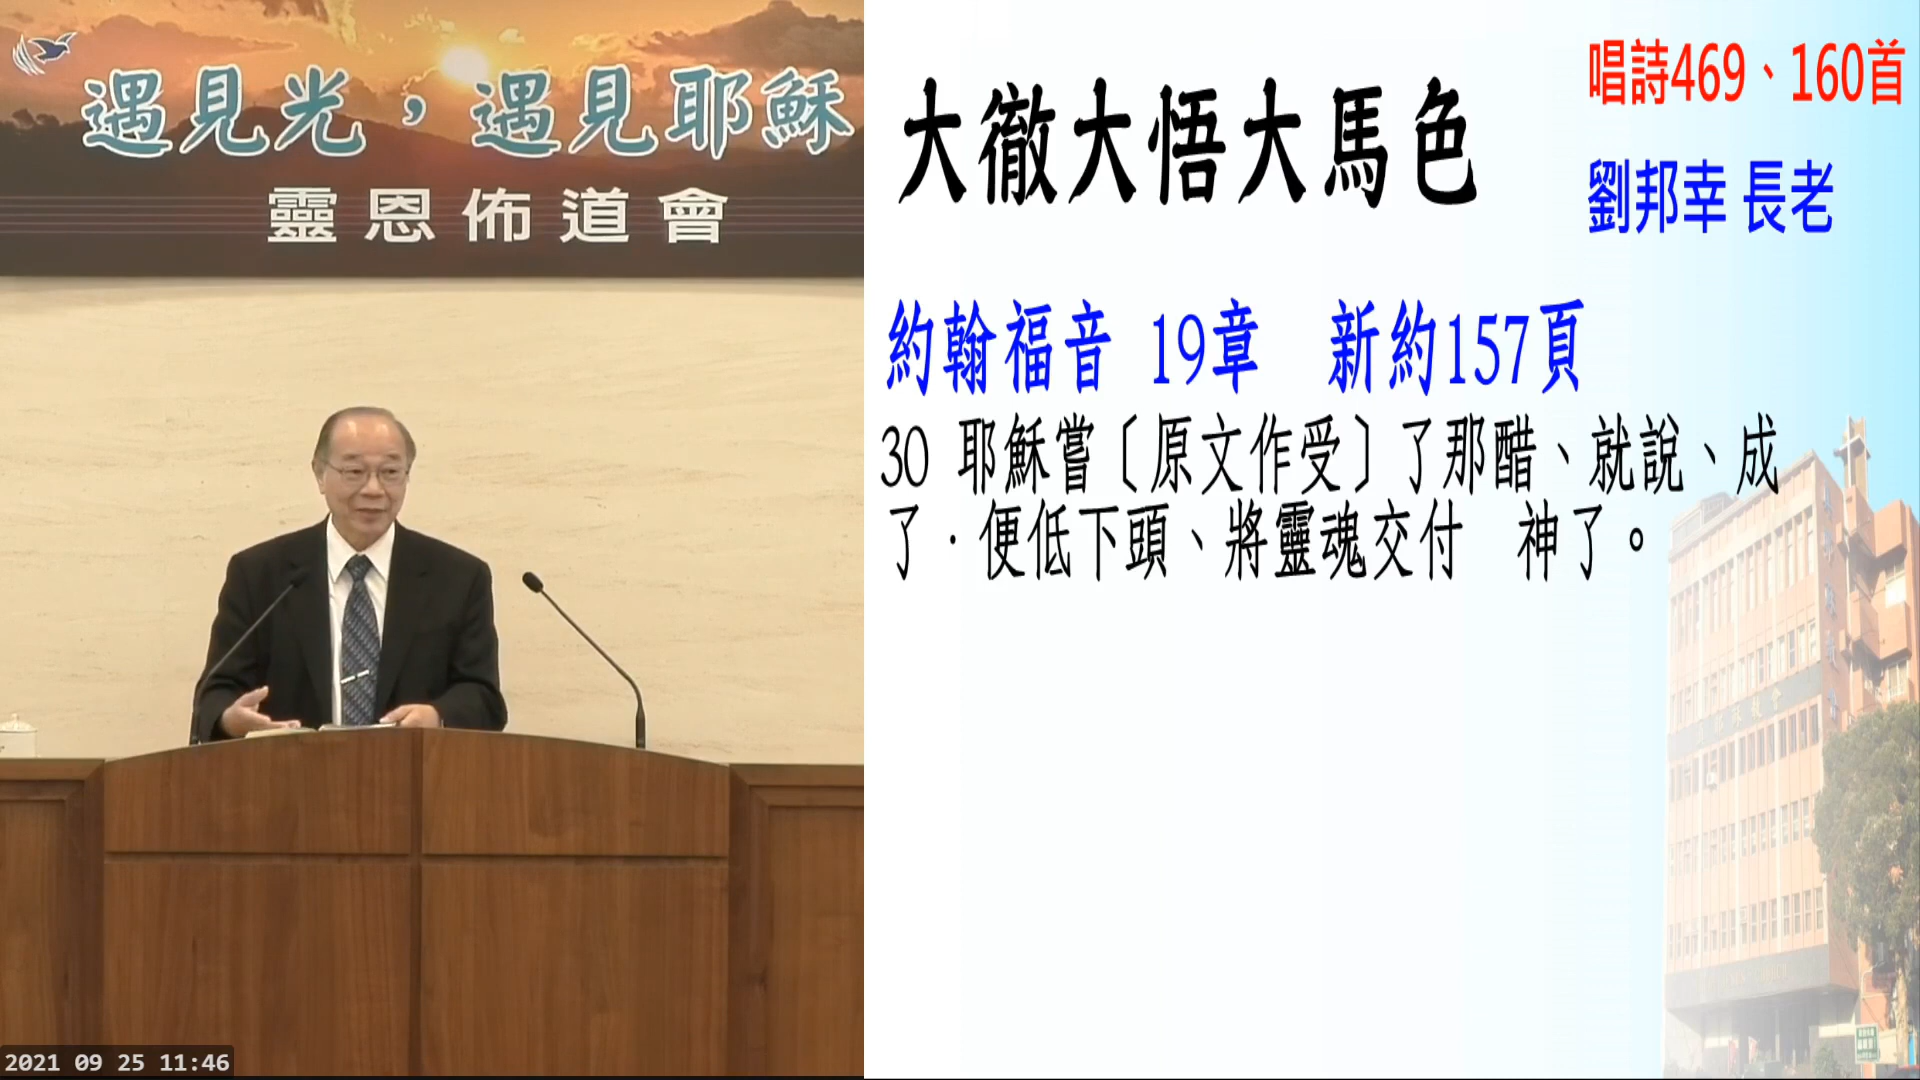 遇見光，遇見耶穌
靈恩佈道會
2021 09 25 11:46
唱詩469、160首
大徹大悟大馬色
劉邦幸 長老
約翰福音 19章　新約157頁
30 耶穌嘗〔原文作受〕了那醋、就說、成
了．便低下頭、將靈魂交付　神了。